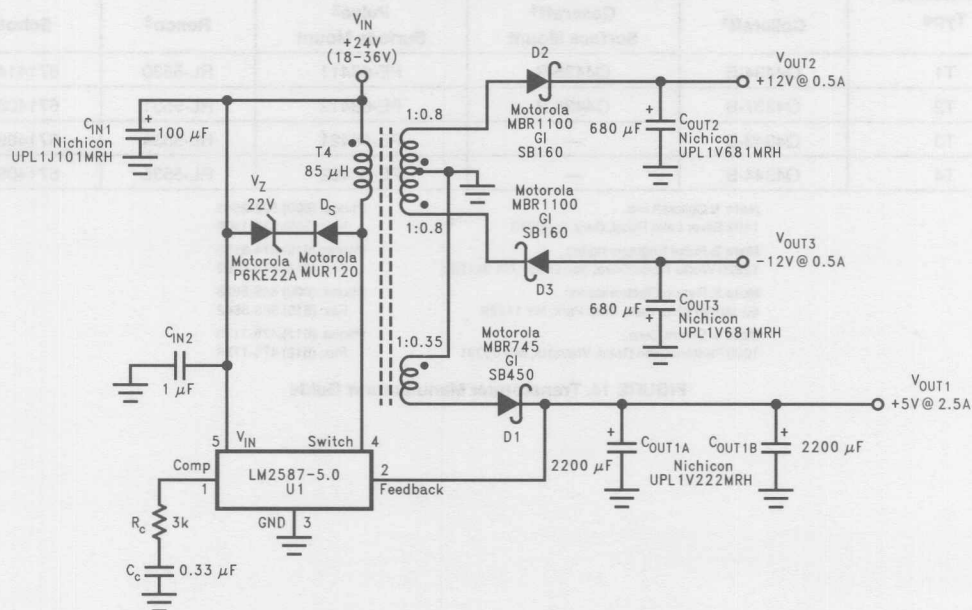 V_IN
+24V
(18-36V)
C_IN1
+
100 μF
Nichicon
UPL1J101MRH
T4
85 μH
V_Z
22V
D_S
Motorola
P6KE22A
Motorola
MUR120
C_IN2
1 μF
1:0.8
1:0.8
1:0.35
D2
Motorola
MBR1100
GI
SB160
V_OUT2
+12V @ 0.5A
680 μF
+
C_OUT2
Nichicon
UPL1V681MRH
Motorola
MBR1100
GI
SB160
D3
V_OUT3
-12V @ 0.5A
680 μF
+
C_OUT3
Nichicon
UPL1V681MRH
Motorola
MBR745
GI
SB450
D1
V_OUT1
+5V @ 2.5A
+
C_OUT1A
2200 μF
Nichicon
UPL1V222MRH
C_OUT1B
+
2200 μF
5
V_IN
Switch
4
Comp
1
LM2587-5.0
U1
2
Feedback
GND
3
R_c
3k
C_c
0.33 μF